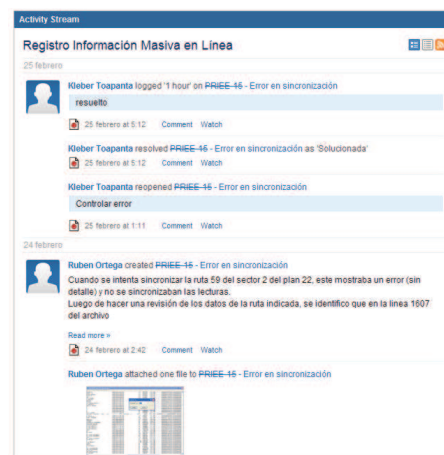 Activity Stream
Registro Información Masiva en Línea
25 febrero
Kleber Toapanta logged '1 hour' on PRIEE-15 - Error en sincronización
resuelto
25 febrero at 5:12 Comment Watch
Kleber Toapanta resolved PRIEE-15 - Error en sincronización as 'Solucionada'
25 febrero at 5:12 Comment Watch
Kleber Toapanta reopened PRIEE-15 - Error en sincronización
Controlar error
25 febrero at 1:11 Comment Watch
24 febrero
Ruben Ortega created PRIEE-15 - Error en sincronización
Cuando se intenta sincronizar la ruta 59 del sector 2 del plan 22, este mostraba un error (sin
detalle) y no se sincronizaban las lecturas.
Luego de hacer una revisión de los datos de la ruta indicada, se identifico que en la linea 1607
del archivo
Read more »
24 febrero at 2:42 Comment Watch
Ruben Ortega attached one file to PRIEE-15 - Error en sincronización